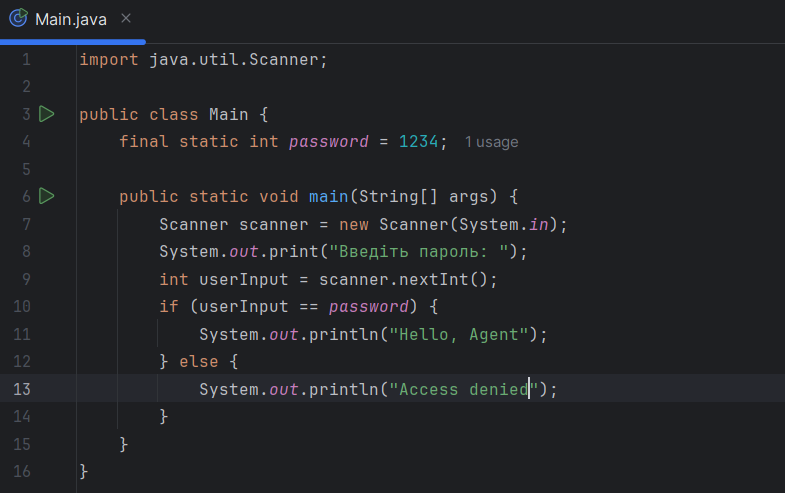 Main.java
1 import java.util.Scanner;
2
3 public class Main {
4 final static int password = 1234; 1 usage
5
6 public static void main(String[] args) {
7 Scanner scanner = new Scanner(System.in);
8 System.out.print("Введіть пароль: ");
9 int userInput = scanner.nextInt();
10 if (userInput == password) {
11 System.out.println("Hello, Agent");
12 } else {
13 System.out.println("Access denied");
14 }
15 }
16 }